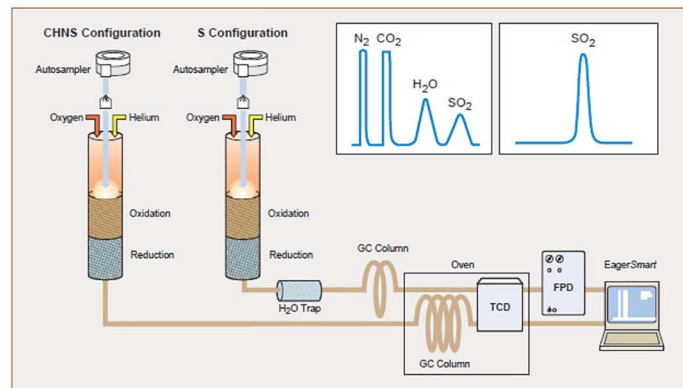 CHNS Configuration
S Configuration
Autosampler
Autosampler
Oxygen
Helium
Oxygen
Helium
Oxidation
Oxidation
Reduction
Reduction
N₂
CO₂
H₂O
SO₂
SO₂
GC Column
Oven
EagerSmart
FPD
TCD
H₂O Trap
GC Column